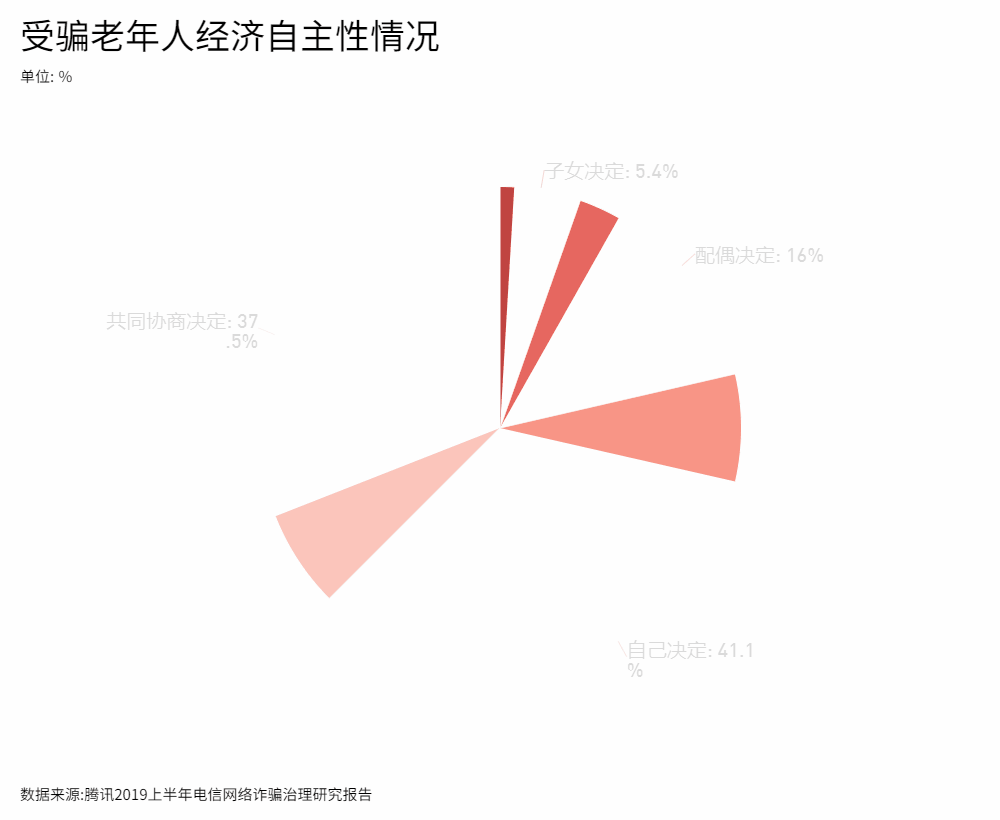 受骗老年人经济自主性情况
单位: %
子女决定: 5.4%
配偶决定: 16%
共同协商决定: 37
.5%
自己决定: 41.1
%
数据来源:腾讯2019上半年电信网络诈骗治理研究报告